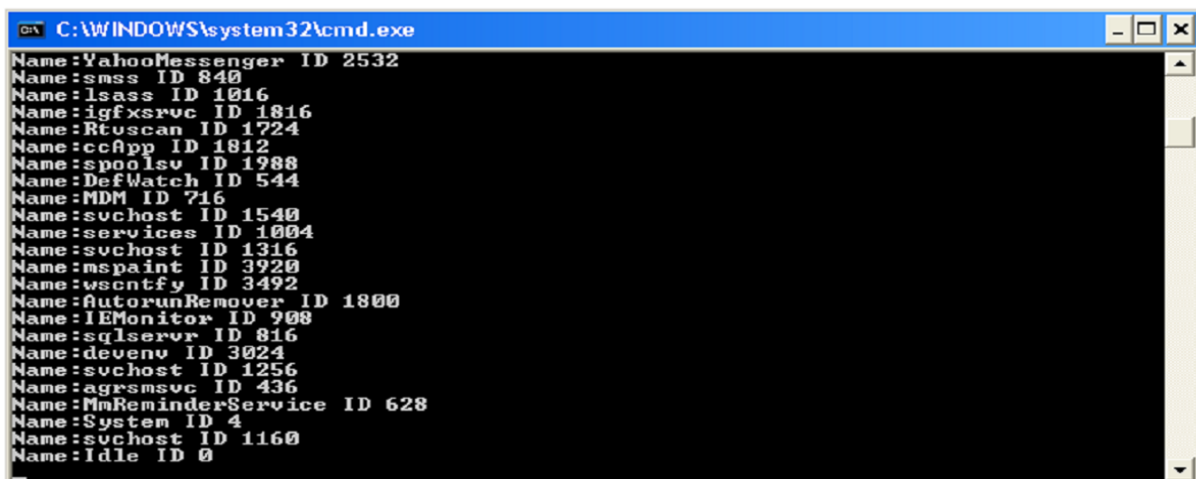 C:\WINDOWS\system32\cmd.exe
Name:YahooMessenger ID 2532
Name:smss ID 840
Name:lsass ID 1016
Name:igfxsrvc ID 1816
Name:Rtvscan ID 1724
Name:ccApp ID 1812
Name:spoolsv ID 1988
Name:DefWatch ID 544
Name:MDM ID 716
Name:svchost ID 1540
Name:services ID 1004
Name:svchost ID 1316
Name:mspaint ID 3920
Name:wscntfy ID 3492
Name:AutorunRemover ID 1800
Name:IEMonitor ID 908
Name:sqlservr ID 816
Name:devenv ID 3024
Name:svchost ID 1256
Name:agrsmsvc ID 436
Name:MmReminderService ID 628
Name:System ID 4
Name:svchost ID 1160
Name:Idle ID 0